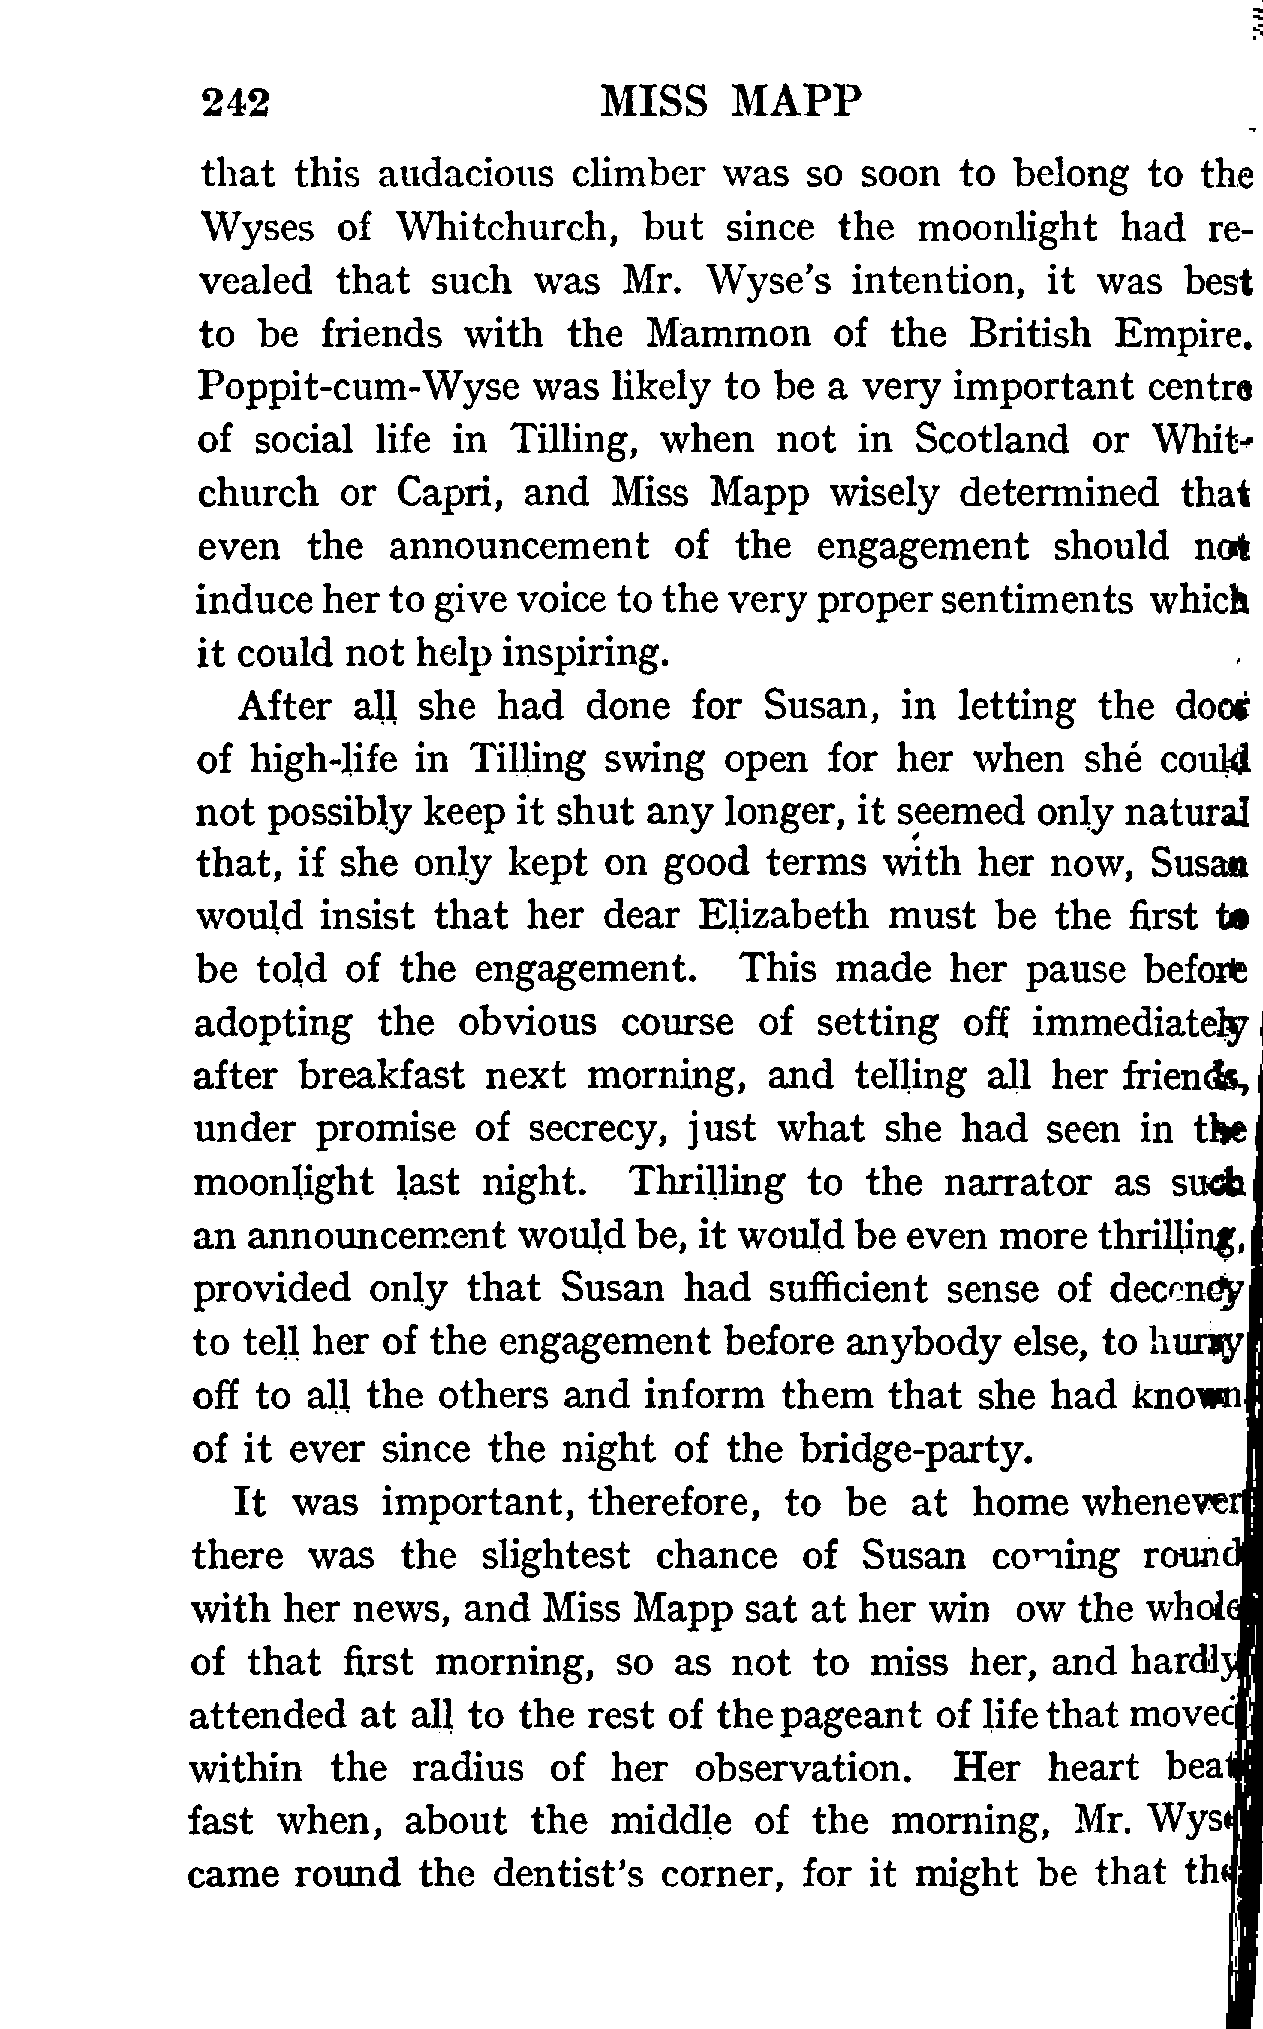 242 MISS MAPP
that this audacious climber was so soon to belong to the
Wyses of Whitchurch, but since the moonlight had re-
vealed that such was Mr. Wyse's intention, it was best
to be friends with the Mammon of the British Empire.
Poppit-cum-Wyse was likely to be a very important centre
of social life in Tilling, when not in Scotland or Whit-
church or Capri, and Miss Mapp wisely determined that
even the announcement of the engagement should not
induce her to give voice to the very proper sentiments which
it could not help inspiring.
After all she had done for Susan, in letting the door
of high-life in Tilling swing open for her when she could
not possibly keep it shut any longer, it seemed only natural
that, if she only kept on good terms with her now, Susan
would insist that her dear Elizabeth must be the first to
be told of the engagement. This made her pause before
adopting the obvious course of setting off immediately
after breakfast next morning, and telling all her friends,
under promise of secrecy, just what she had seen in the
moonlight last night. Thrilling to the narrator as such
an announcement would be, it would be even more thrilling,
provided only that Susan had sufficient sense of decency
to tell her of the engagement before anybody else, to hurry
off to all the others and inform them that she had known
of it ever since the night of the bridge-party.
It was important, therefore, to be at home whenever
there was the slightest chance of Susan coming round
with her news, and Miss Mapp sat at her win ow the whole
of that first morning, so as not to miss her, and hardly
attended at all to the rest of the pageant of life that moved
within the radius of her observation. Her heart beat
fast when, about the middle of the morning, Mr. Wyse
came round the dentist's corner, for it might be that the